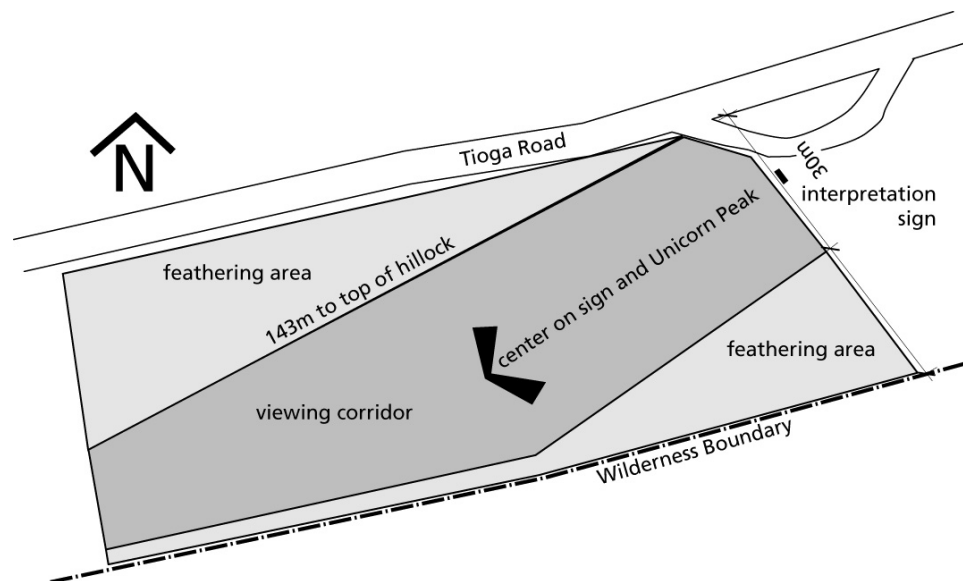 N
Tioga Road
30m
interpretation
sign
feathering area
143m to top of hillock
center on sign and Unicorn Peak
feathering area
viewing corridor
Wilderness Boundary